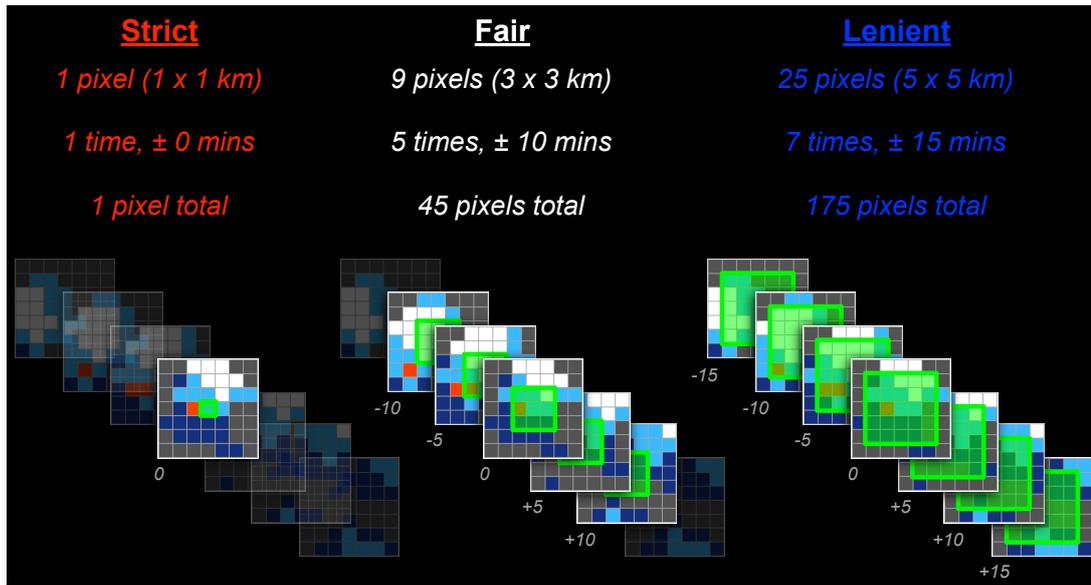 Strict
Fair
Lenient
1 pixel (1 x 1 km)
9 pixels (3 x 3 km)
25 pixels (5 x 5 km)
1 time, ± 0 mins
5 times, ± 10 mins
7 times, ± 15 mins
1 pixel total
45 pixels total
175 pixels total
0
-10
-5
0
+5
+10
-15
-10
-5
0
+5
+10
+15